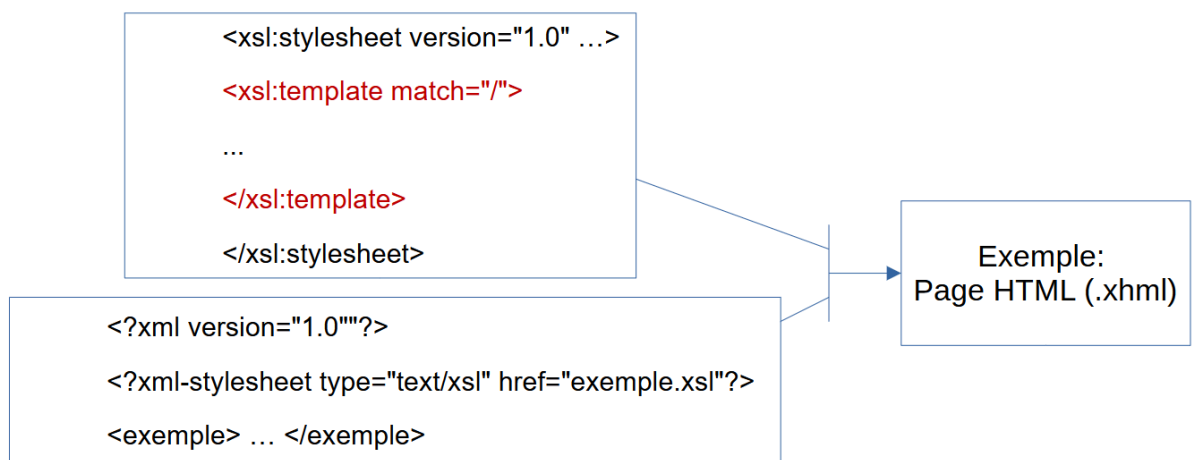 <xsl:stylesheet version="1.0" …>
<xsl:template match="/">
...
</xsl:template>
</xsl:stylesheet>
Exemple:
Page HTML (.xhml)
<?xml version="1.0""?>
<?xml-stylesheet type="text/xsl" href="exemple.xsl"?>
<exemple> … </exemple>